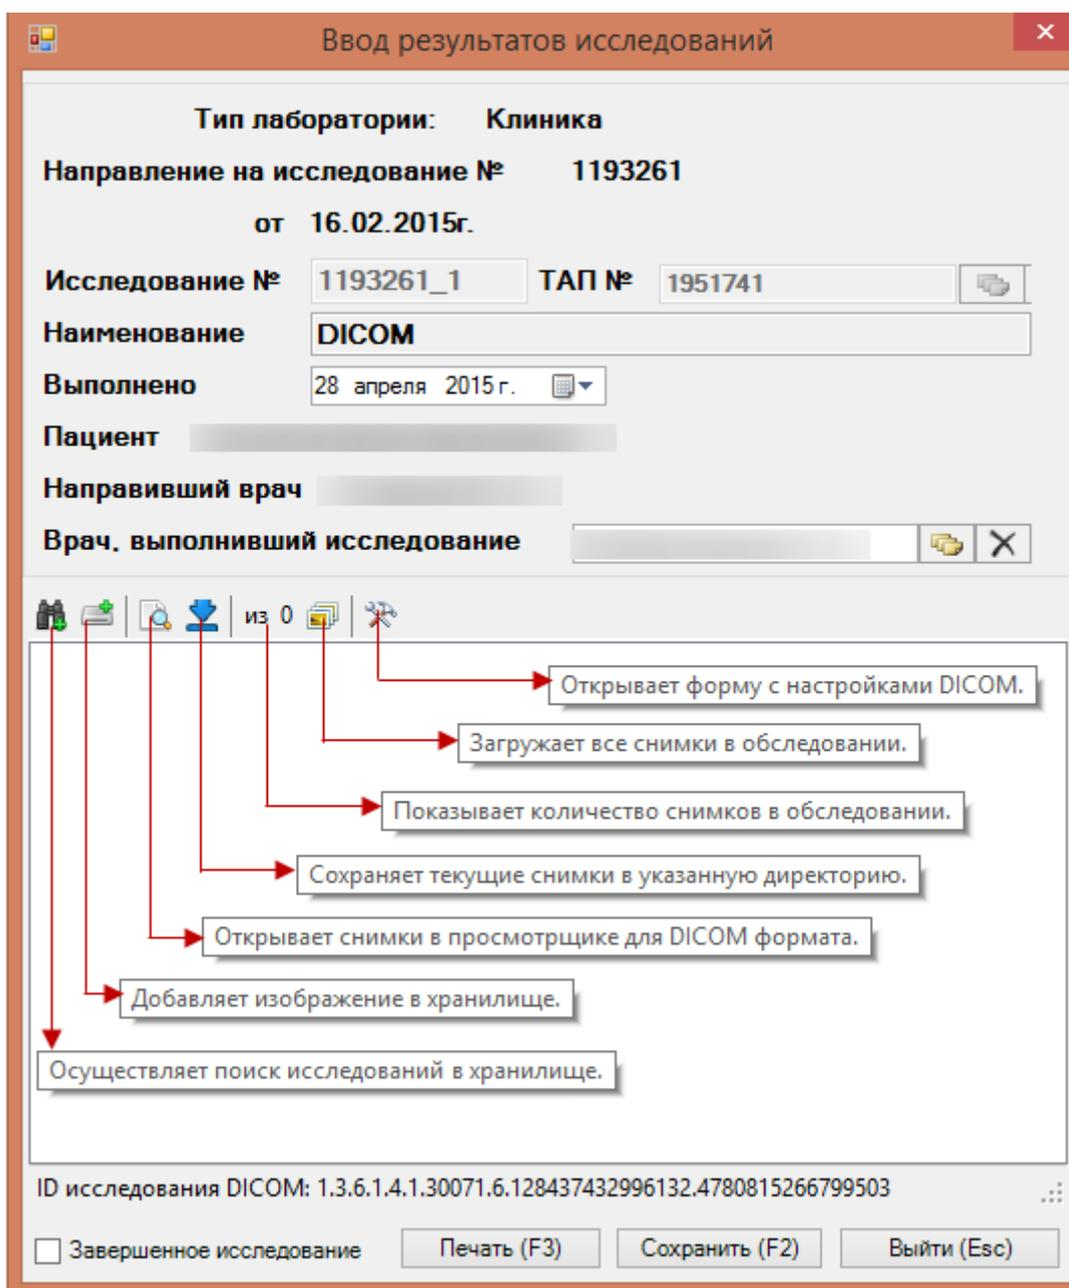 Ввод результатов исследований
Тип лаборатории: Клиника
Направление на исследование № 1193261
от 16.02.2015г.
Исследование № 1193261_1 ТАП № 1951741
Наименование DICOM
Выполнено 28 апреля 2015 г.
Пациент
Направивший врач
Врач, выполнивший исследование
из 0
Открывает форму с настройками DICOM.
Загружает все снимки в обследовании.
Показывает количество снимков в обследовании.
Сохраняет текущие снимки в указанную директорию.
Открывает снимки в просмотрщике для DICOM формата.
Добавляет изображение в хранилище.
Осуществляет поиск исследований в хранилище.
ID исследования DICOM: 1.3.6.1.4.1.30071.6.128437432996132.4780815266799503
Завершенное исследование Печать (F3) Сохранить (F2) Выйти (Esc)